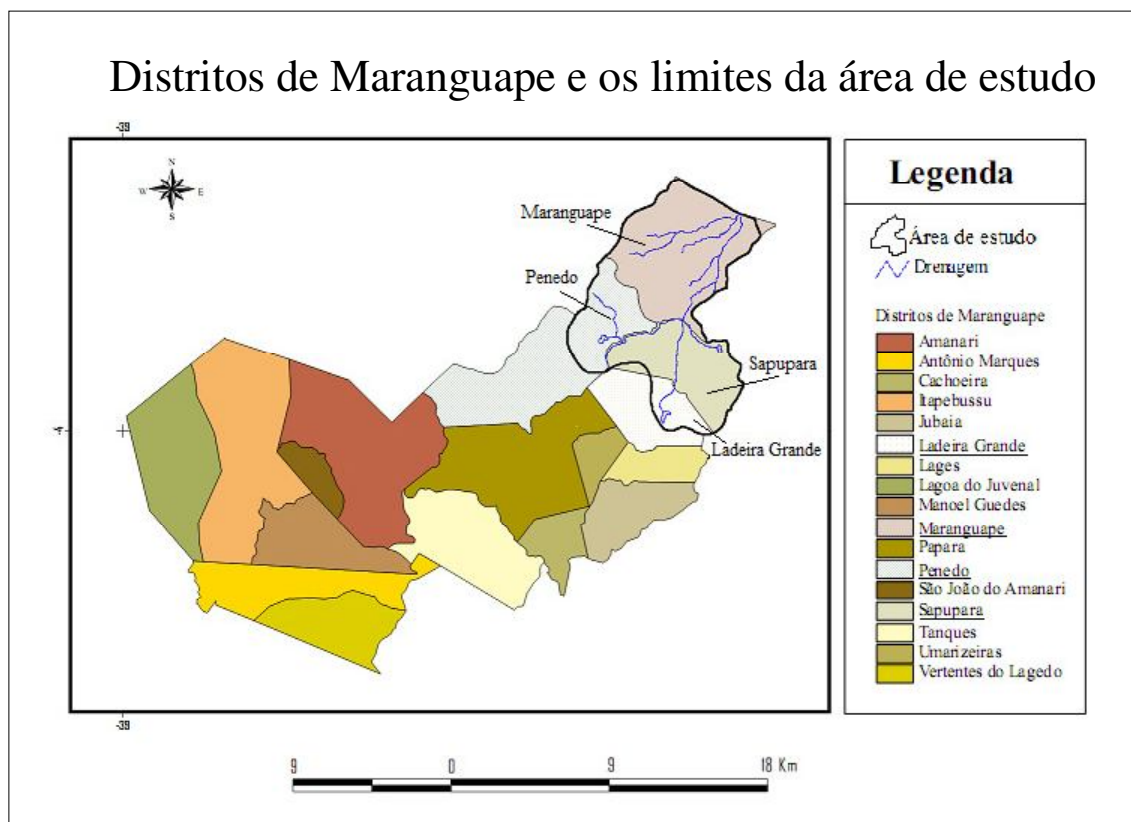 Distritos de Maranguape e os limites da área de estudo
-39
N
W E
S
Maranguape
Penedo
Sapupara
Ladeira Grande
-4
-39
9 0 9 18 Km
Legenda
Área de estudo
Drenagem
Distritos de Maranguape
Amanari
Antônio Marques
Cachoeira
Itapebussu
Jubaia
Ladeira Grande
Lages
Lagoa do Juvenal
Manoel Guedes
Maranguape
Papara
Penedo
São João do Amanari
Sapupara
Tanques
Umarizeiras
Vertentes do Lagedo